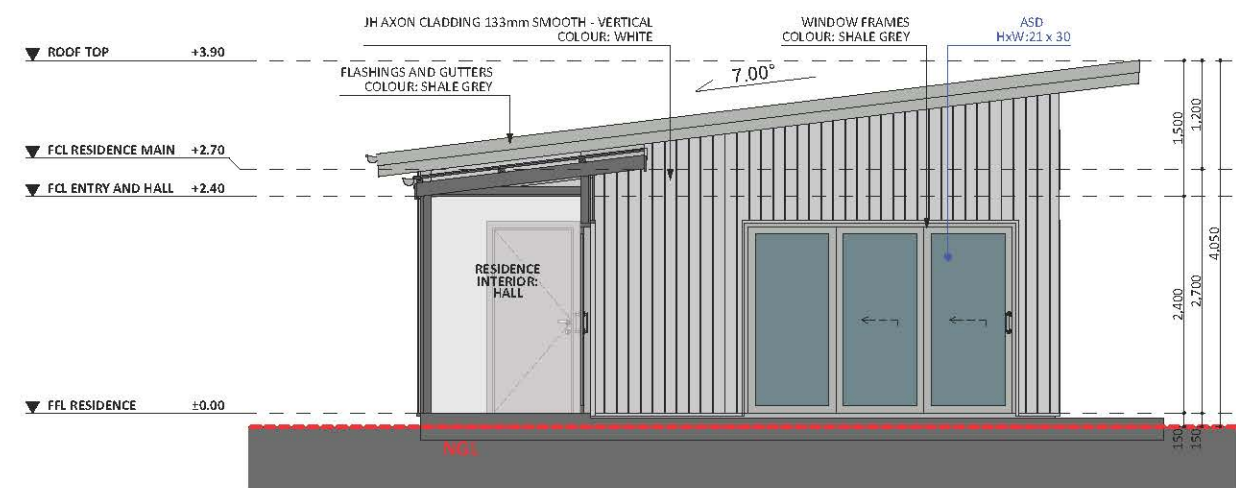 JH AXON CLADDING 133mm SMOOTH - VERTICAL
COLOUR: WHITE
WINDOW FRAMES
COLOUR: SHALE GREY
ASD
HxW:21 x 30
ROOF TOP +3.90
FLASHINGS AND GUTTERS
COLOUR: SHALE GREY
7.00°
1,500
1,200
FCL RESIDENCE MAIN +2.70
FCL ENTRY AND HALL +2.40
4,050
RESIDENCE
INTERIOR:
HALL
2,400
2,700
FFL RESIDENCE ±0.00
NGL
150
150